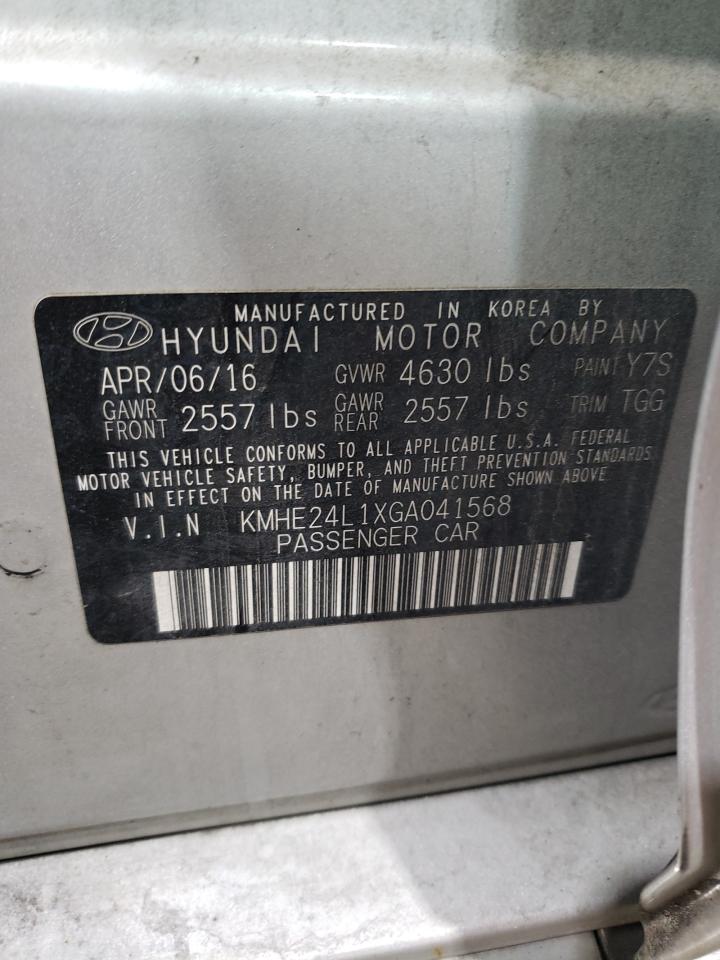 MANUFACTURED IN KOREA BY
HYUNDAI MOTOR COMPANY
APR/06/16 GVWR 4630 lbs PAINT Y7S
GAWR FRONT 2557 lbs GAWR REAR 2557 lbs TRIM TGG
THIS VEHICLE CONFORMS TO ALL APPLICABLE U.S.A. FEDERAL
MOTOR VEHICLE SAFETY, BUMPER, AND THEFT PREVENTION STANDARDS
IN EFFECT ON THE DATE OF MANUFACTURE SHOWN ABOVE
V.I.N KMHE24L1XGA041568
PASSENGER CAR